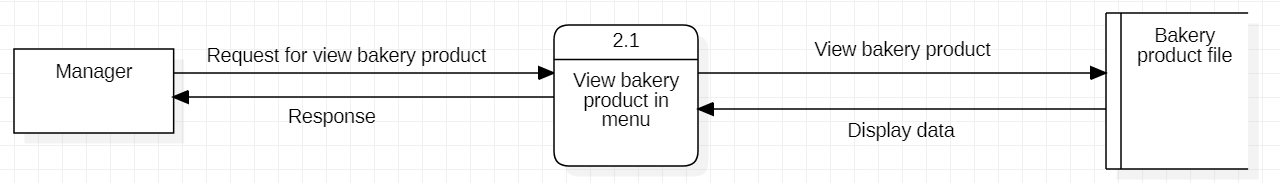 Manager
Request for view bakery product
Response
2.1
View bakery
product in
menu
View bakery product
Display data
Bakery
product file